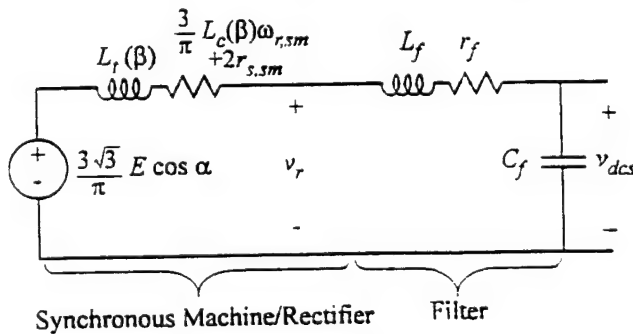 3/π L_c(β)ω_r,sm
+2r_s,sm
L_t(β)
L_f
r_f
+
+
+
-
3√3/π E cos α
v_r
C_f
v_dcs
-
-
Synchronous Machine/Rectifier
Filter